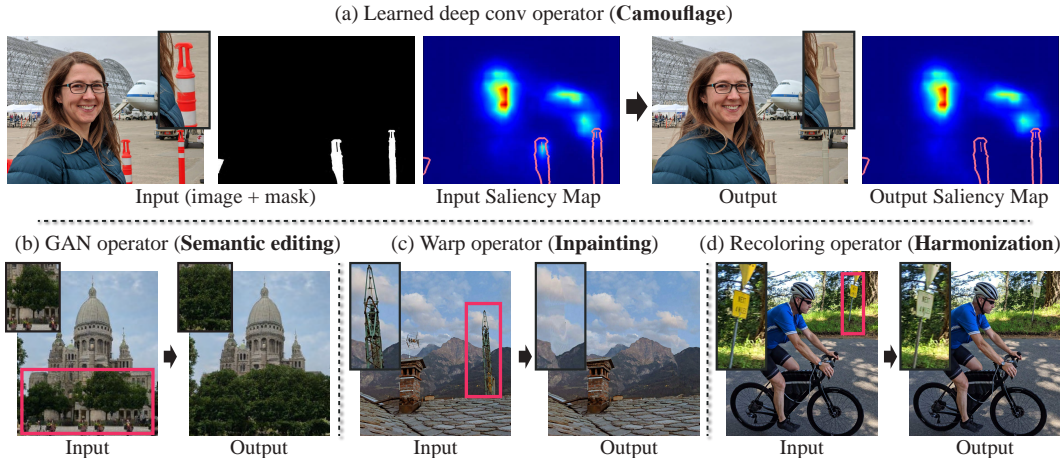 (a) Learned deep conv operator (Camouflage)
Input (image + mask)
Input Saliency Map
Output
Output Saliency Map
(b) GAN operator (Semantic editing)
(c) Warp operator (Inpainting)
(d) Recoloring operator (Harmonization)
Input
Output
Input
Output
Input
Output